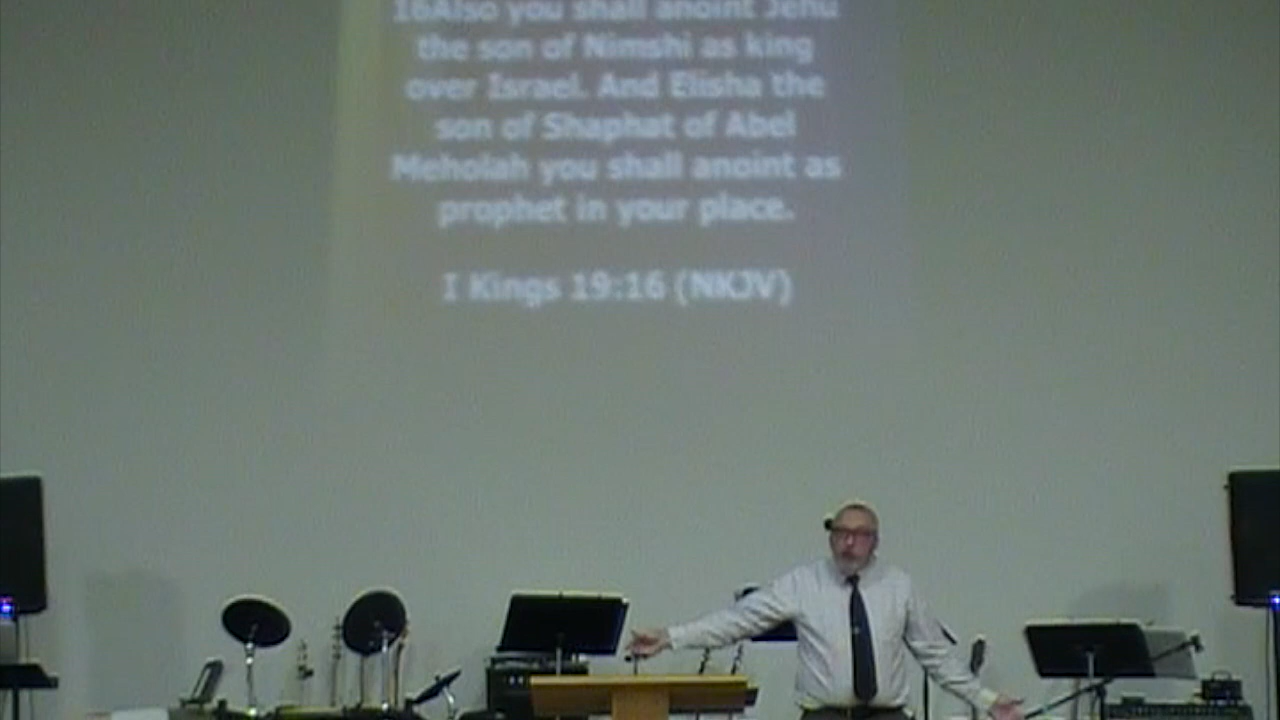 16Also you shall anoint Jehu
the son of Nimshi as king
over Israel. And Elisha the
son of Shaphat of Abel
Meholah you shall anoint as
prophet in your place.
I Kings 19:16 (NKJV)